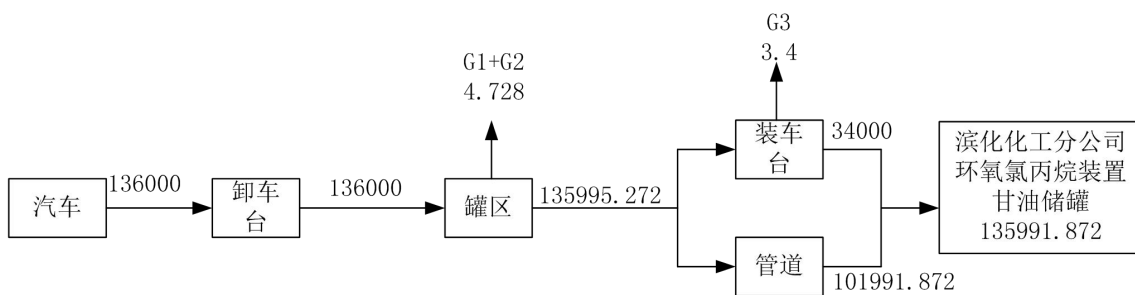 G3
3.4
G1+G2
4.728
装车
台
34000
滨化化工分公司
环氧氯丙烷装置
甘油储罐
135991.872
汽车
136000
卸车
台
136000
罐区
135995.272
管道
101991.872